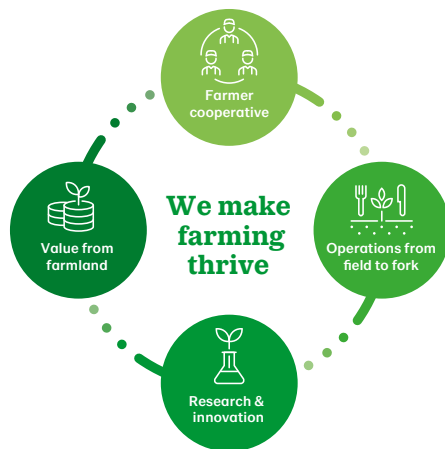 Farmer
cooperative
We make
farming
thrive
Value from
farmland
Operations from
field to fork
Research &
innovation